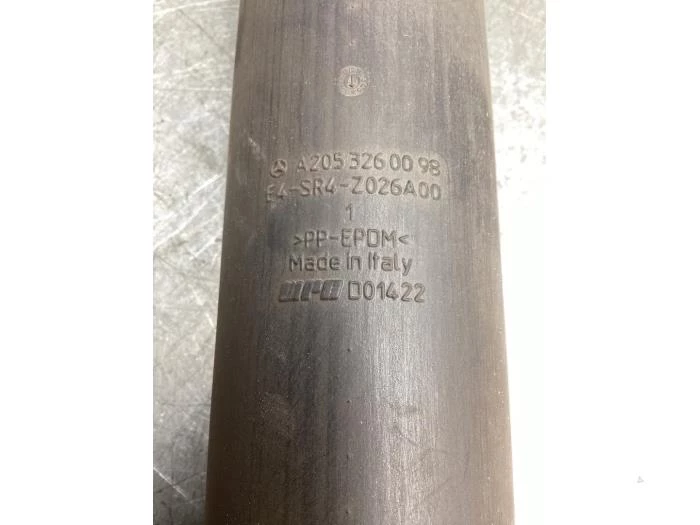 A205 326 00 98
E4-SR4-Z026A00
1
>PP-EPDM<
Made in Italy
D01422